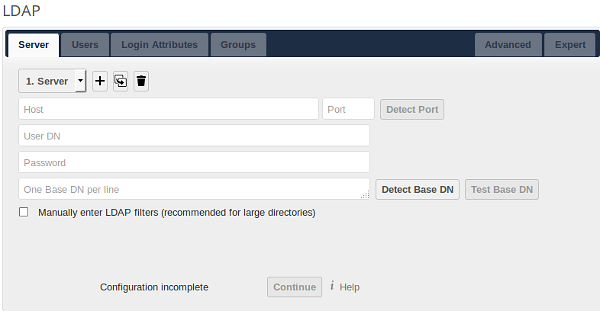 LDAP
Server Users Login Attributes Groups Advanced Expert
1. Server
Host Port Detect Port
User DN
Password
One Base DN per line Detect Base DN Test Base DN
Manually enter LDAP filters (recommended for large directories)
Configuration incomplete Continue i Help